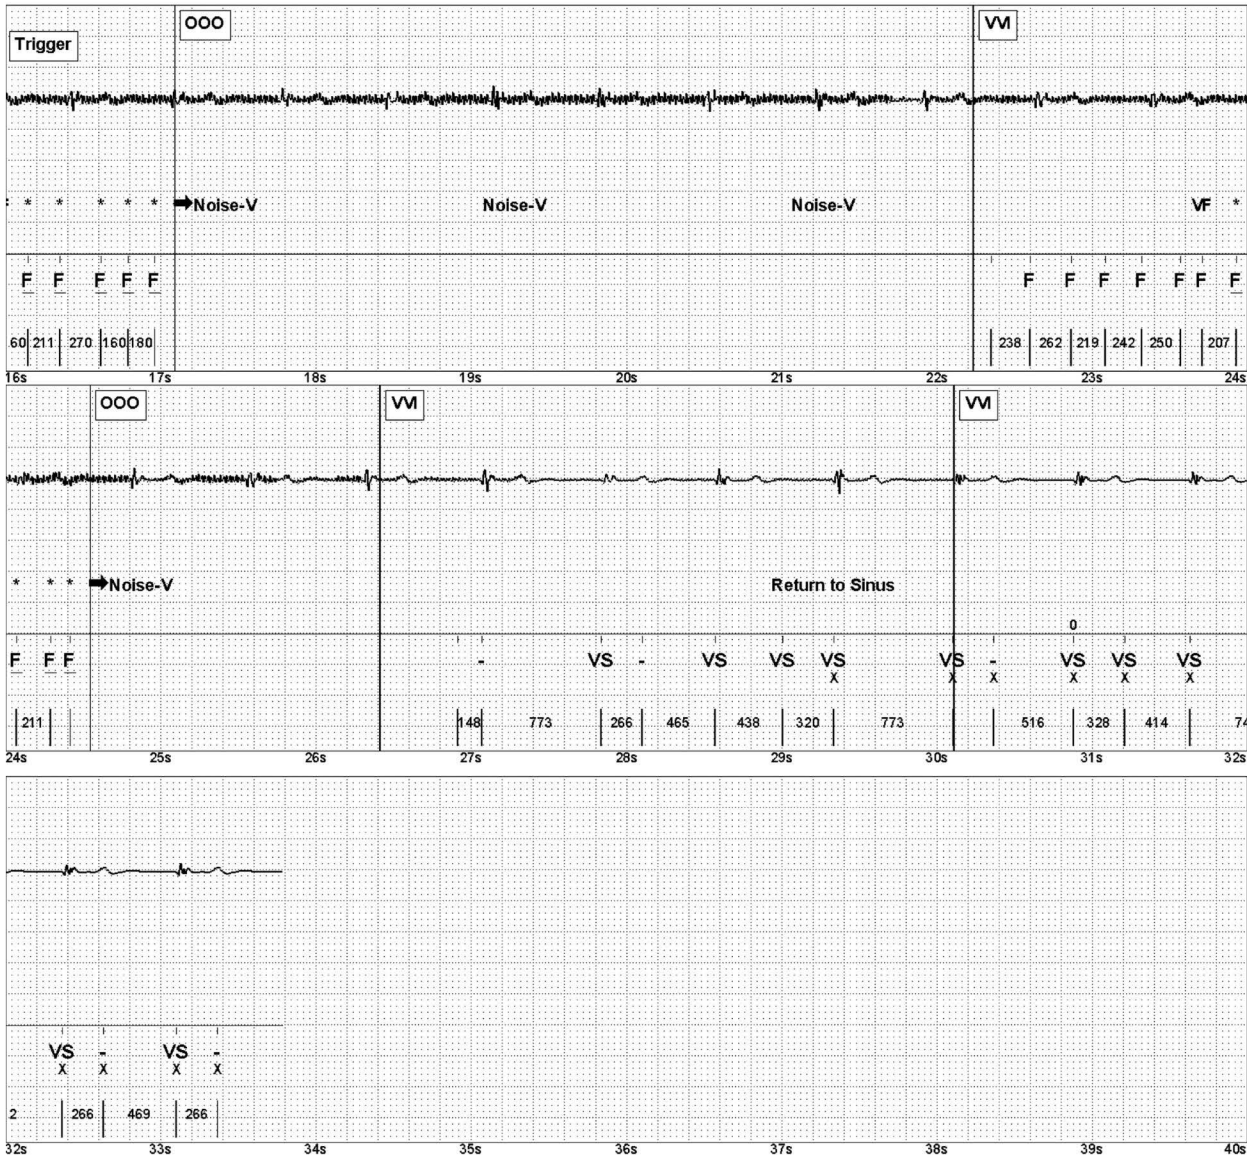 OOO VVI
Trigger
* * * * * Noise-V Noise-V Noise-V VF *
F F F F F F F F F F F F F
60 211 270 160 180 238 262 219 242 250 207
16s 17s 18s 19s 20s 21s 22s 23s 24s
OOO VVI VVI
* * * Noise-V Return to Sinus
0
F F F - VS - VS VS VS VS - VS VS VS
X X X X X X
211 148 773 266 465 438 320 773 516 328 414 74
24s 25s 26s 27s 28s 29s 30s 31s 32s
VS - VS -
X X X X
2 266 469 266
32s 33s 34s 35s 36s 37s 38s 39s 40s